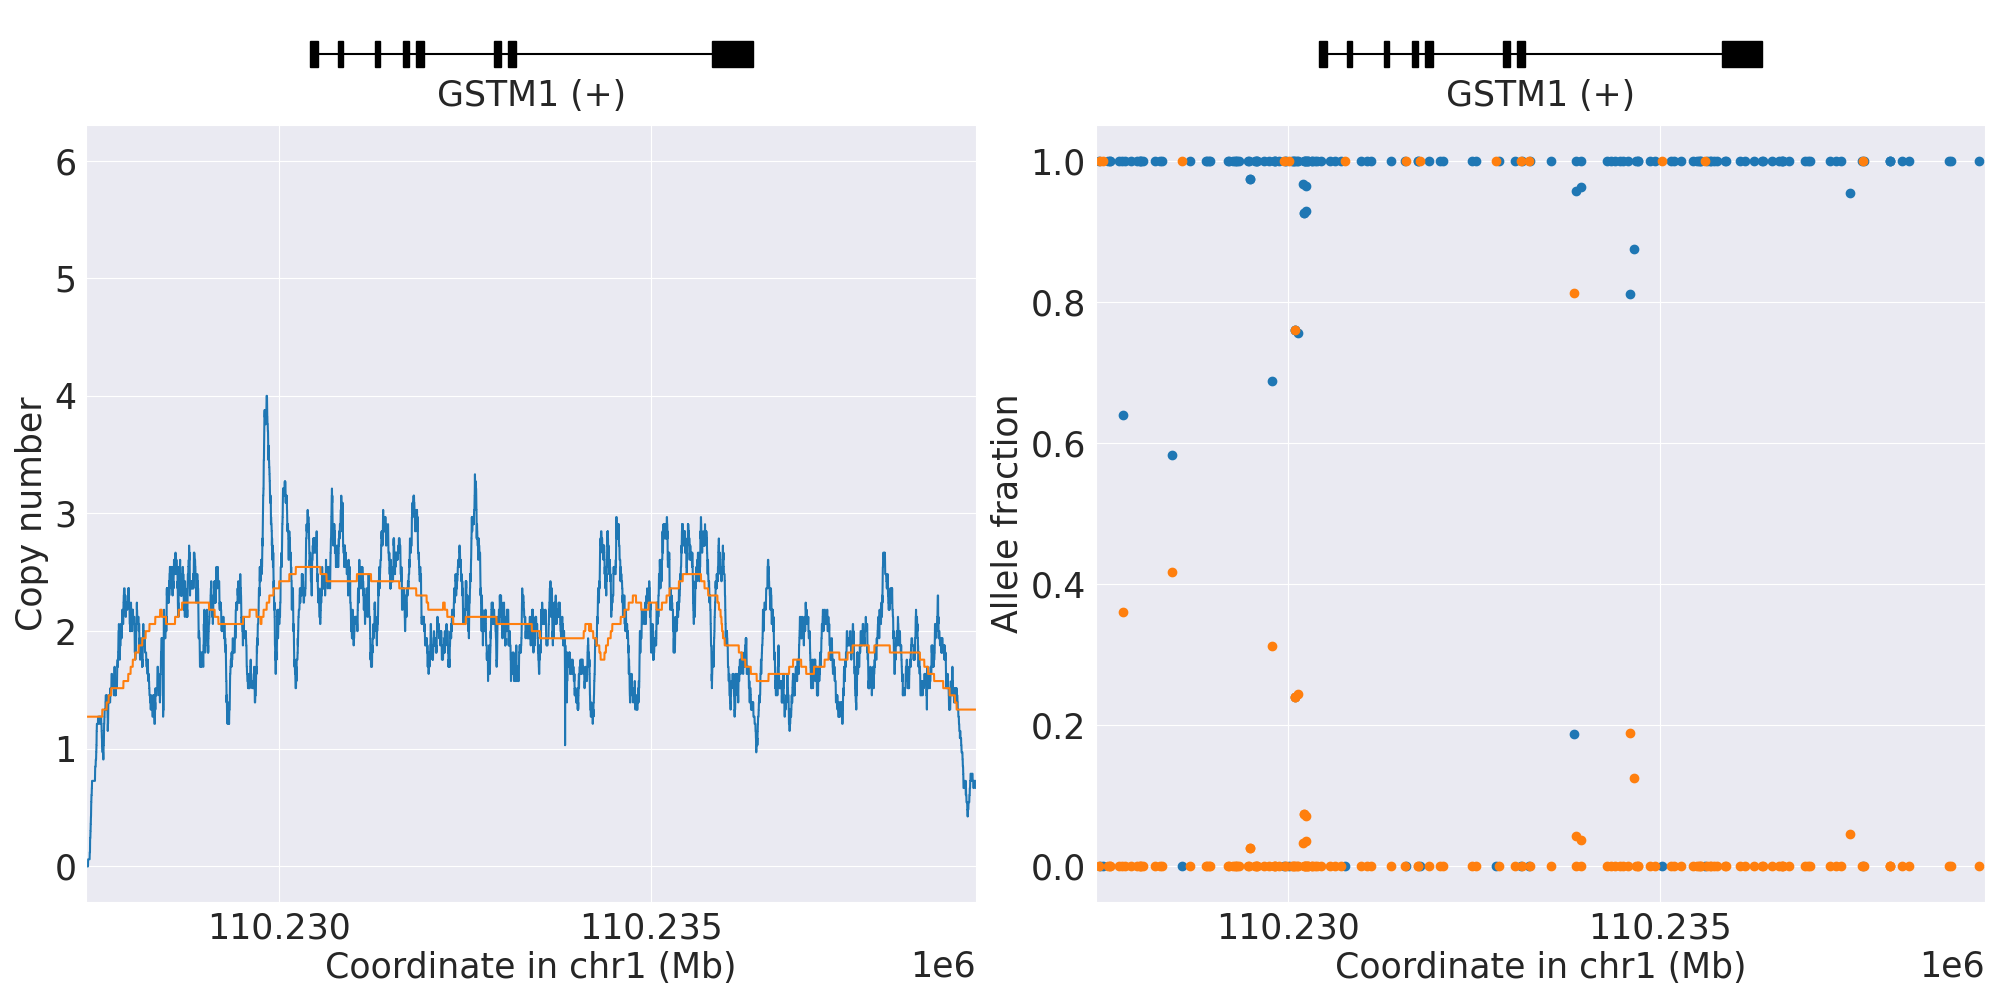 GSTM1 (+)
6
5
4
3
2
1
0
Copy number
110.230
110.235
Coordinate in chr1 (Mb)
1e6
GSTM1 (+)
1.0
0.8
0.6
0.4
0.2
0.0
Allele fraction
110.230
110.235
Coordinate in chr1 (Mb)
1e6